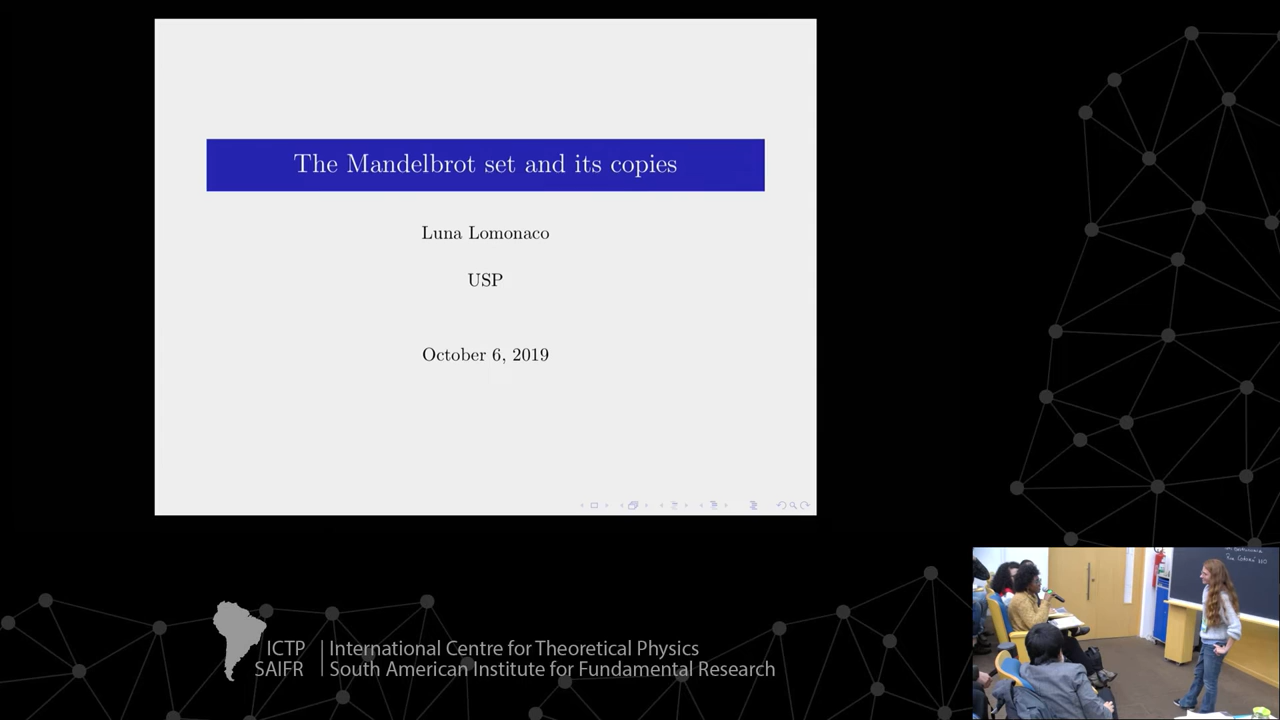 The Mandelbrot set and its copies
Luna Lomonaco
USP
October 6, 2019
ICTP | International Centre for Theoretical Physics
SAIFR | South American Institute for Fundamental Research